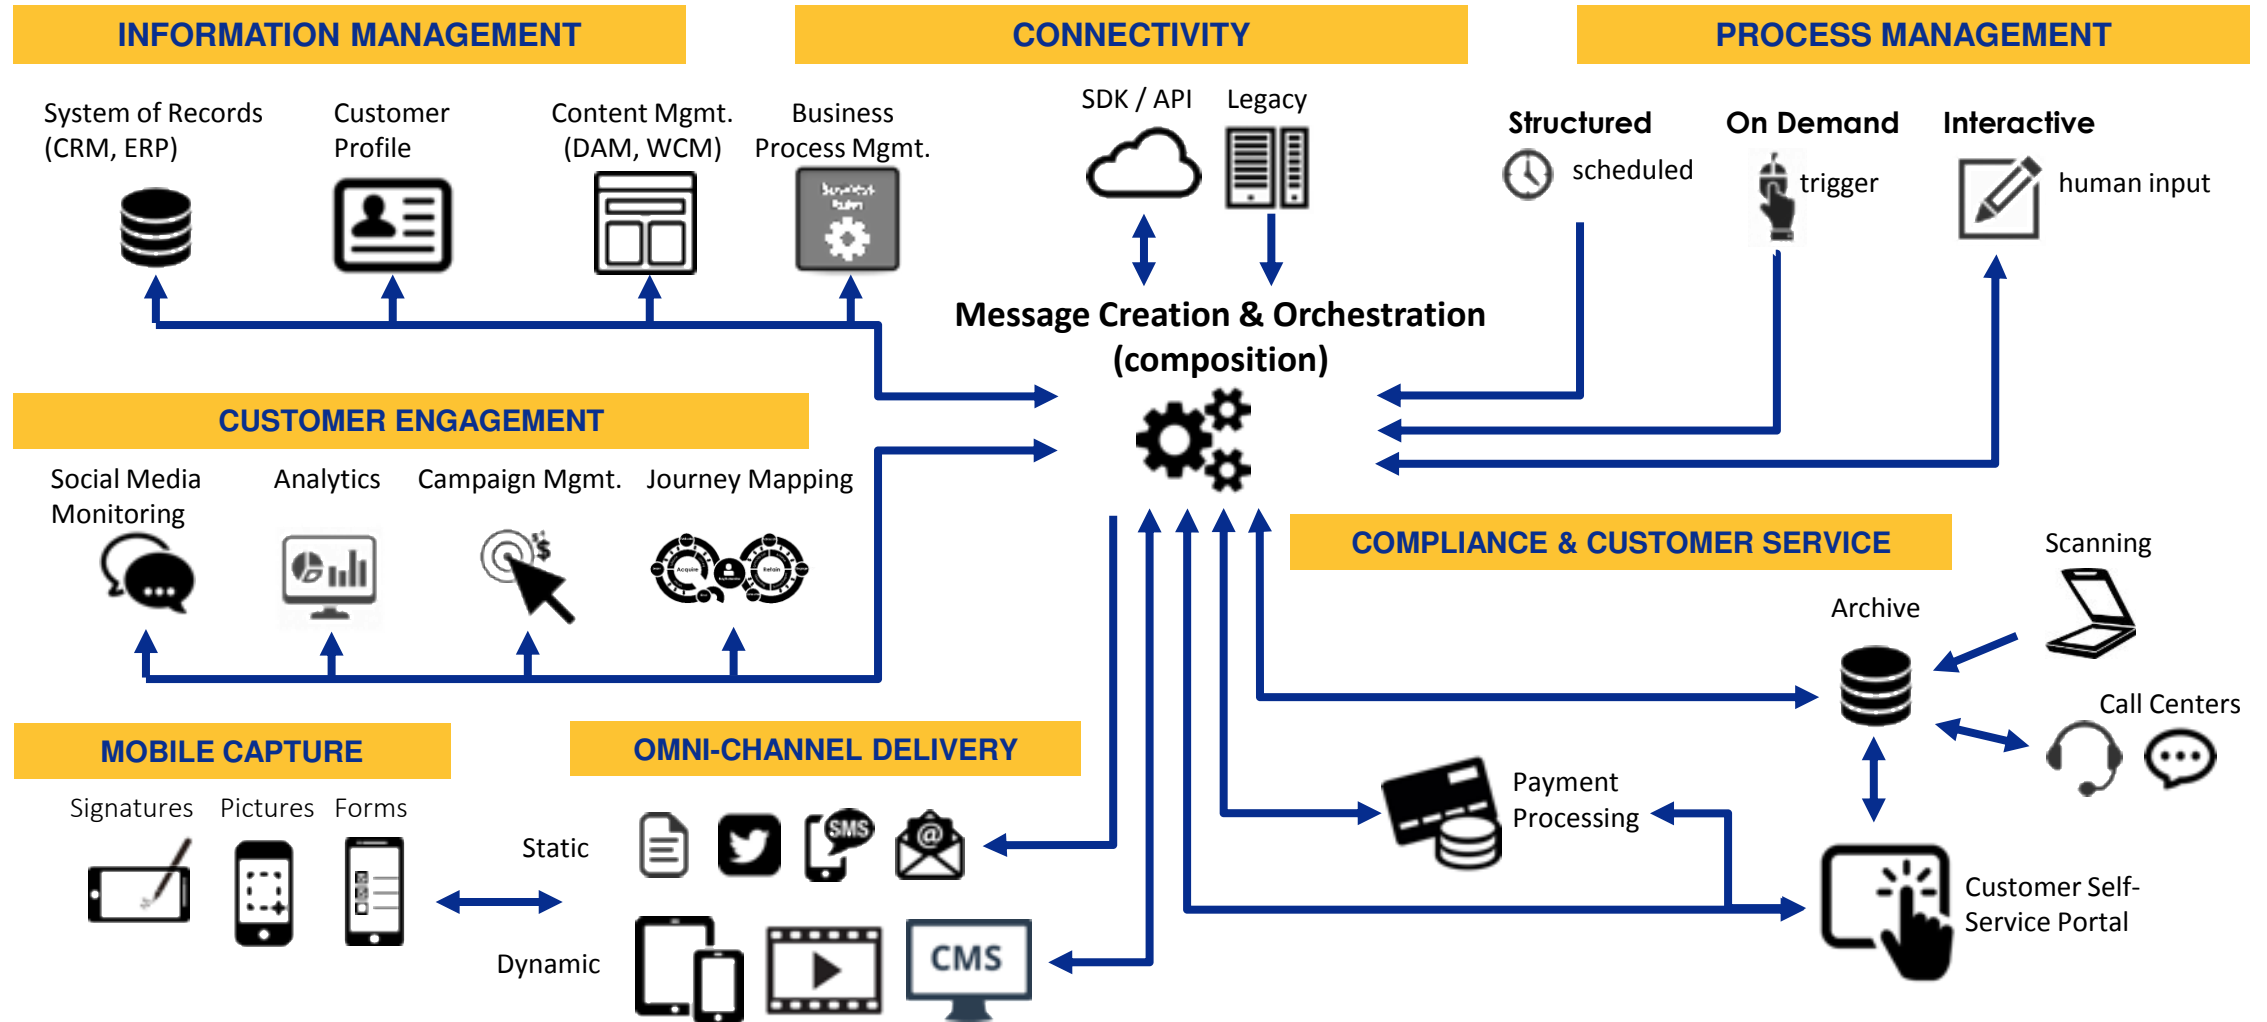 INFORMATION MANAGEMENT
System of Records
(CRM, ERP)
Customer
Profile
Content Mgmt.
(DAM, WCM)
Business
Process Mgmt.
CONNECTIVITY
SDK / API
Legacy
PROCESS MANAGEMENT
Structured
scheduled
On Demand
trigger
Interactive
human input
Message Creation & Orchestration
(composition)
CUSTOMER ENGAGEMENT
Social Media
Monitoring
Analytics
Campaign Mgmt.
Journey Mapping
Acquire
Retain
COMPLIANCE & CUSTOMER SERVICE
Scanning
Archive
Call Centers
Payment
Processing
Customer Self-
Service Portal
MOBILE CAPTURE
Signatures
Pictures
Forms
OMNI-CHANNEL DELIVERY
Static
SMS
@
Dynamic
CMS